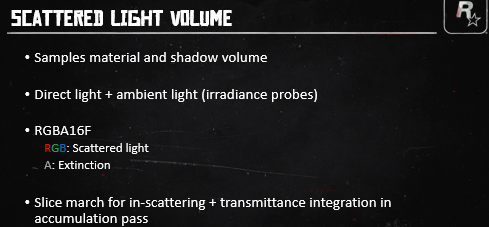 SCATTERED LIGHT VOLUME
R
• Samples material and shadow volume
• Direct light + ambient light (irradiance probes)
• RGBA16F
RGB: Scattered light
A: Extinction
• Slice march for in-scattering + transmittance integration in
accumulation pass